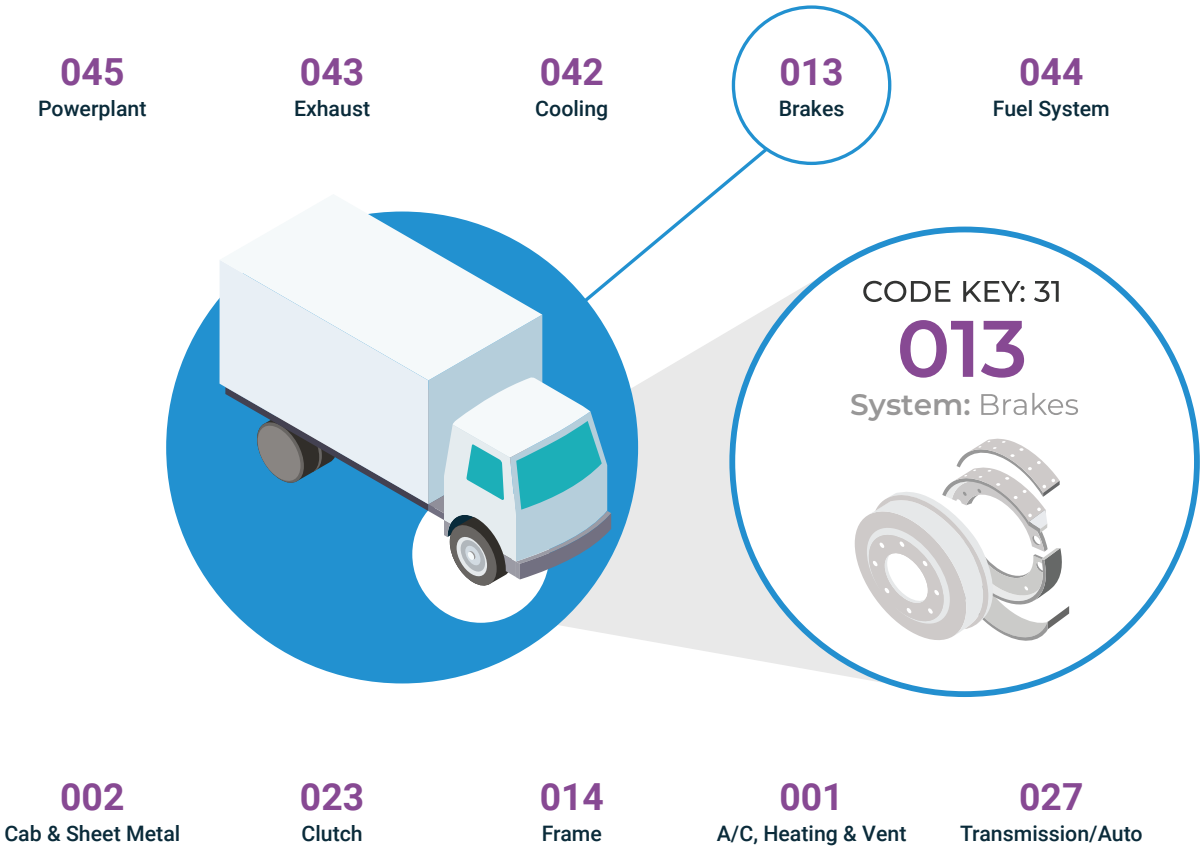 045
Powerplant
043
Exhaust
042
Cooling
013
Brakes
044
Fuel System
CODE KEY: 31
013
System: Brakes
002
Cab & Sheet Metal
023
Clutch
014
Frame
001
A/C, Heating & Vent
027
Transmission/Auto